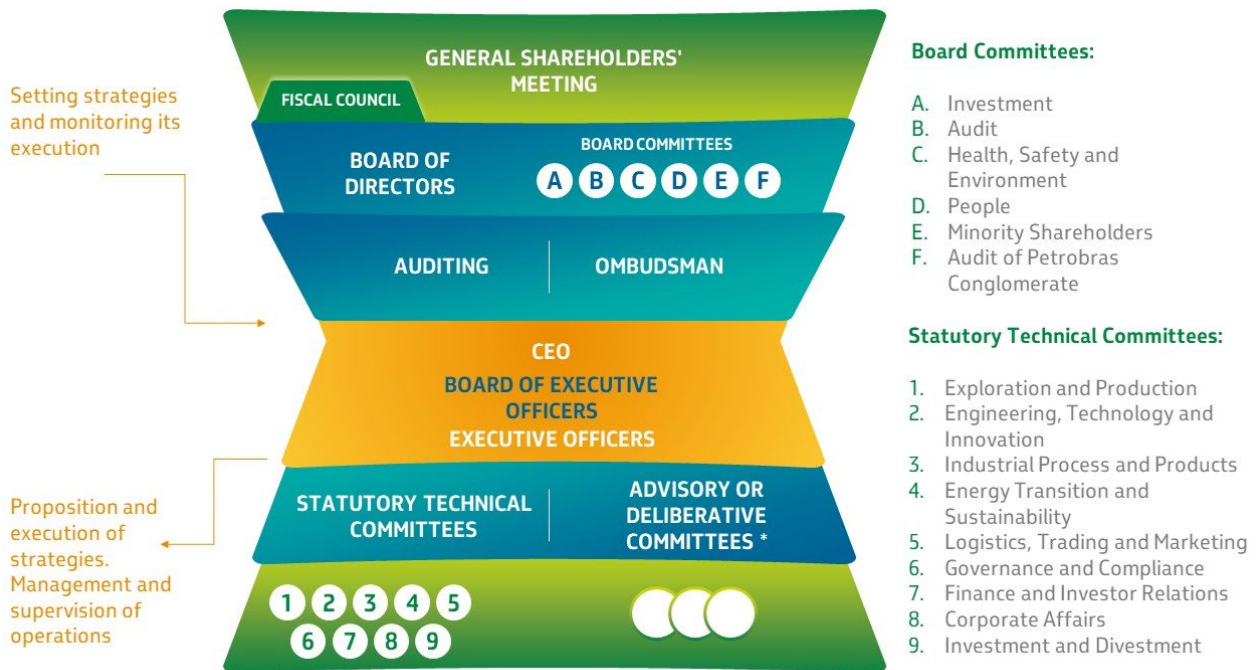 GENERAL SHAREHOLDERS'
MEETING
FISCAL COUNCIL
Setting strategies
and monitoring its
execution
BOARD OF
DIRECTORS
BOARD COMMITTEES
A B C D E F
AUDITING
OMBUDSMAN
CEO
BOARD OF EXECUTIVE
OFFICERS
EXECUTIVE OFFICERS
Proposition and
execution of
strategies.
Management and
supervision of
operations
STATUTORY TECHNICAL
COMMITTEES
ADVISORY OR
DELIBERATIVE
COMMITTEES *
1 2 3 4 5
6 7 8 9
Board Committees:
A. Investment
B. Audit
C. Health, Safety and
Environment
D. People
E. Minority Shareholders
F. Audit of Petrobras
Conglomerate
Statutory Technical Committees:
1. Exploration and Production
2. Engineering, Technology and
Innovation
3. Industrial Process and Products
4. Energy Transition and
Sustainability
5. Logistics, Trading and Marketing
6. Governance and Compliance
7. Finance and Investor Relations
8. Corporate Affairs
9. Investment and Divestment